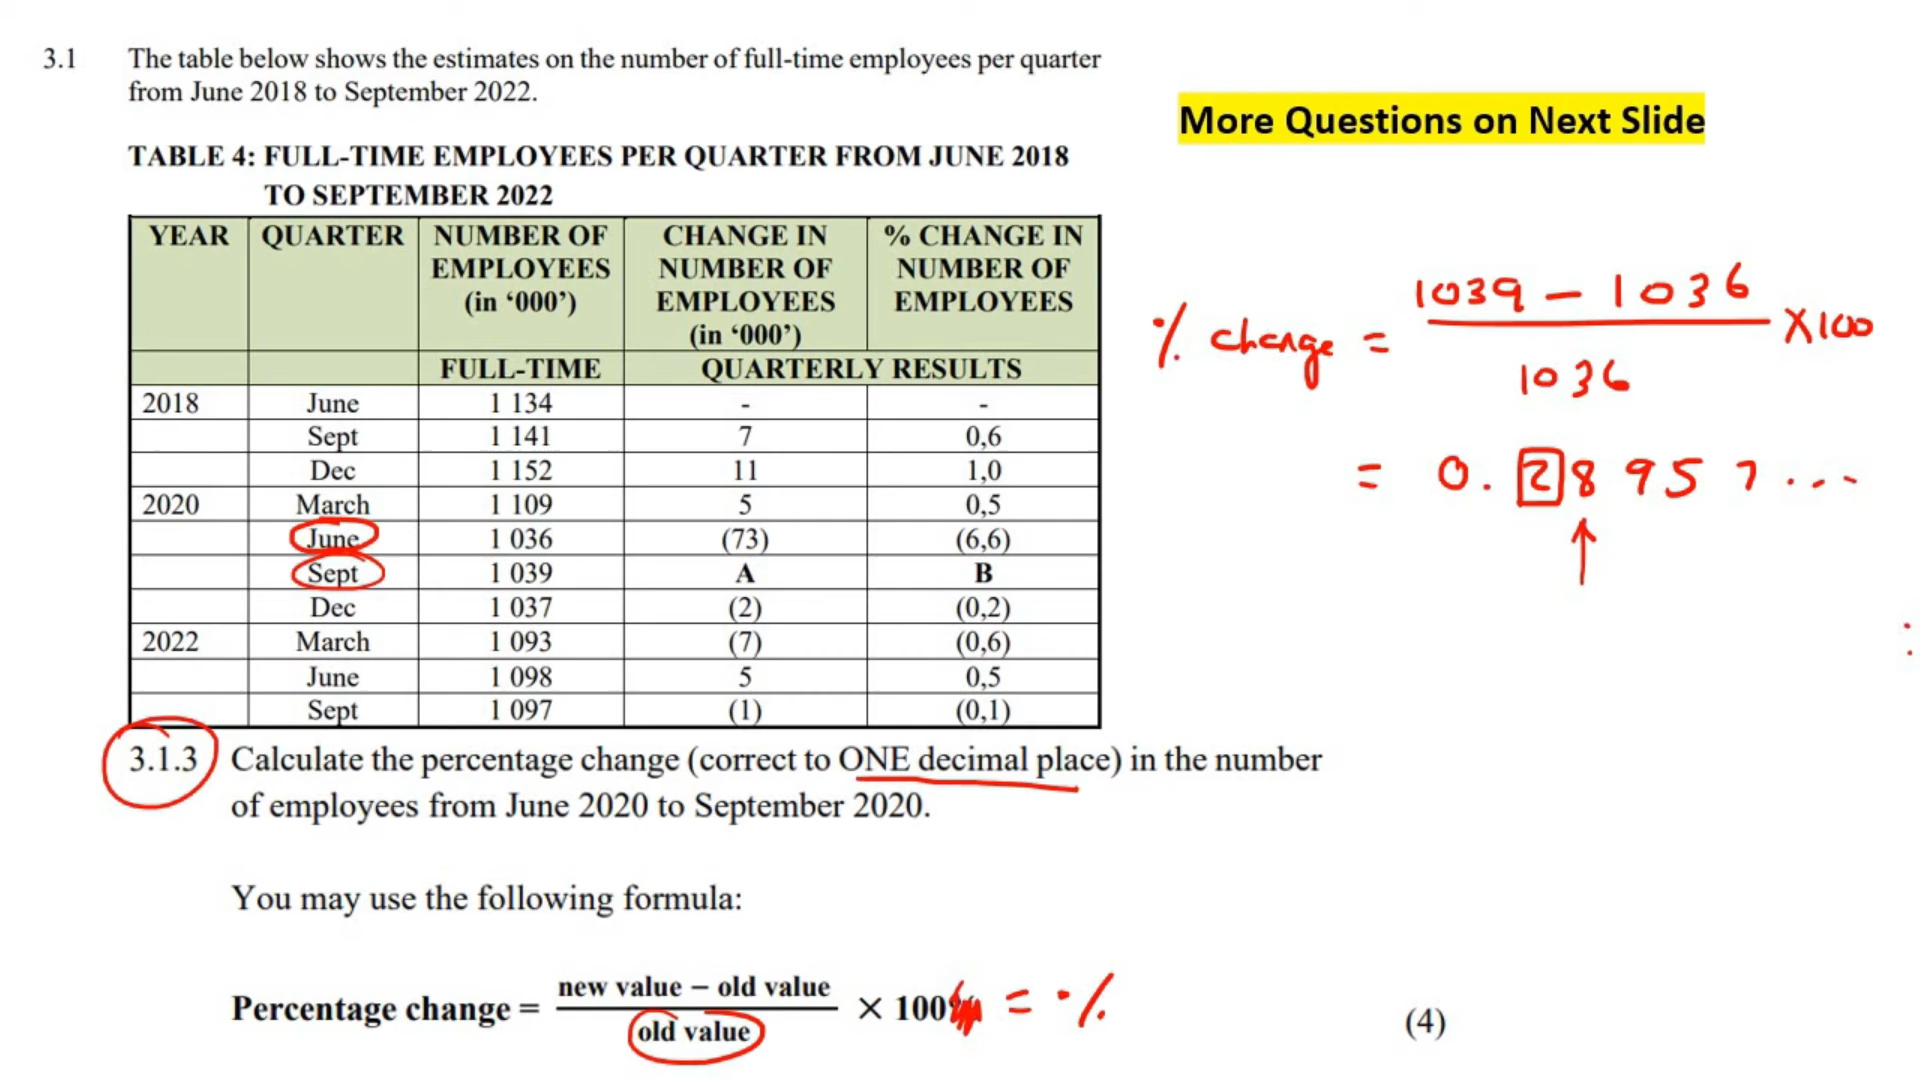 3.1 The table below shows the estimates on the number of full-time employees per quarter
from June 2018 to September 2022.
More Questions on Next Slide
TABLE 4: FULL-TIME EMPLOYEES PER QUARTER FROM JUNE 2018
TO SEPTEMBER 2022
YEAR QUARTER NUMBER OF EMPLOYEES (in ‘000’) CHANGE IN NUMBER OF EMPLOYEES (in ‘000’) % CHANGE IN NUMBER OF EMPLOYEES
FULL-TIME QUARTERLY RESULTS
2018 June 1 134 - -
Sept 1 141 7 0,6
Dec 1 152 11 1,0
2020 March 1 109 5 0,5
June 1 036 (73) (6,6)
Sept 1 039 A B
Dec 1 037 (2) (0,2)
2022 March 1 093 (7) (0,6)
June 1 098 5 0,5
Sept 1 097 (1) (0,1)
% change = 1039 - 1036
1036
X100
= 0.28957...
3.1.3 Calculate the percentage change (correct to ONE decimal place) in the number
of employees from June 2020 to September 2020.
You may use the following formula:
Percentage change = new value – old value
old value
× 100 = %
(4)